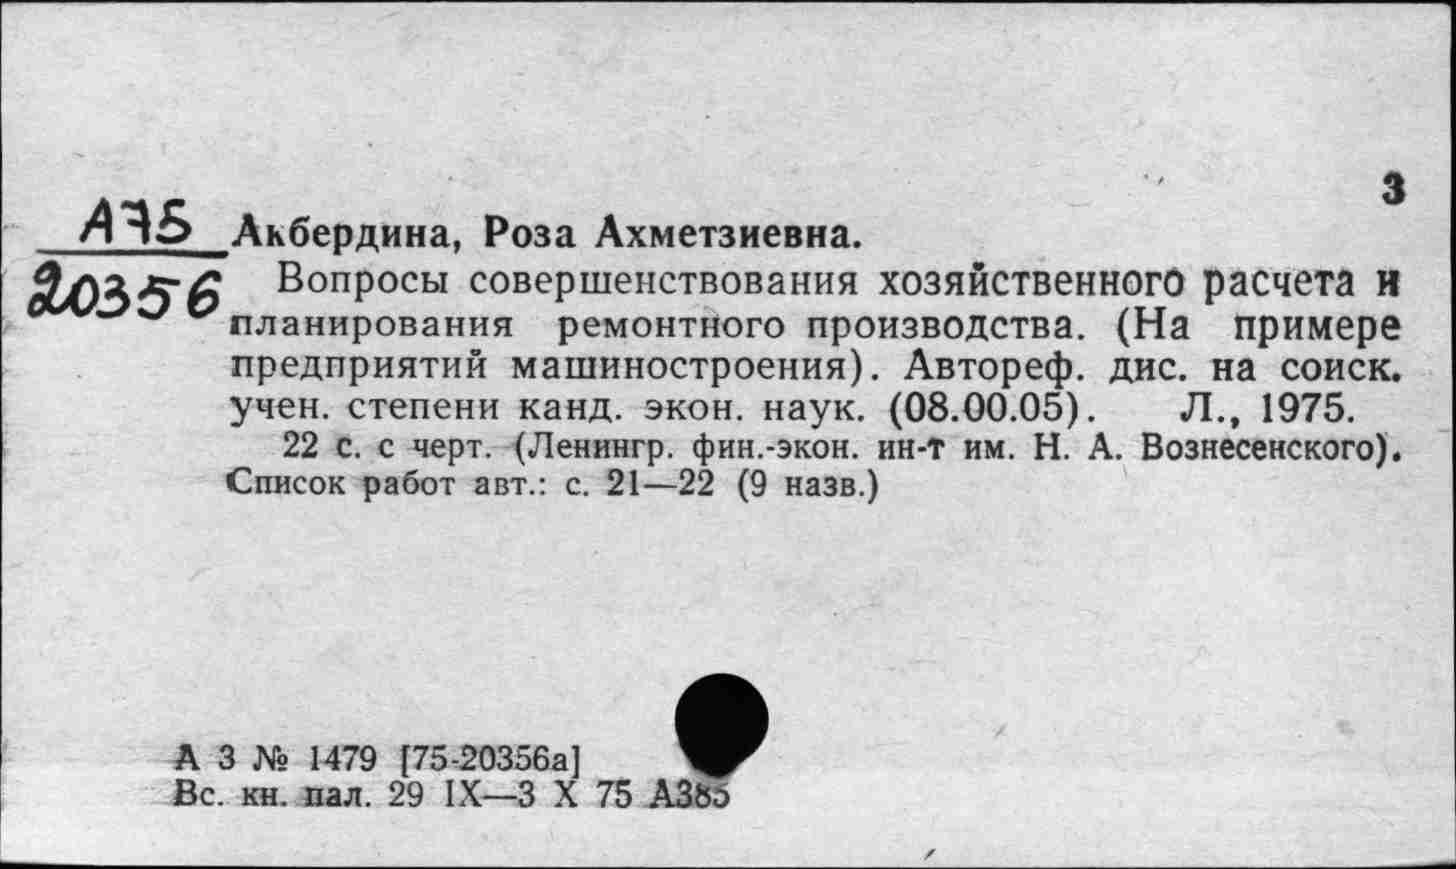 3
А75 Акбердина, Роза Ахметзиевна.
20356 Вопросы совершенствования хозяйственного расчета и
планирования ремонтного производства. (На примере
предприятий машиностроения). Автореф. дис. на соиск.
учен. степени канд. экон. наук. (08.00.05). Л., 1975.
22 с. с черт. (Ленингр. фин.-экон. ин-т им. Н. А. Вознесенского).
Список работ авт.: с. 21—22 (9 назв.)
А 3 № 1479 [75-20356а]
Вс. кн. пал. 29 IX—3 X 75 А385